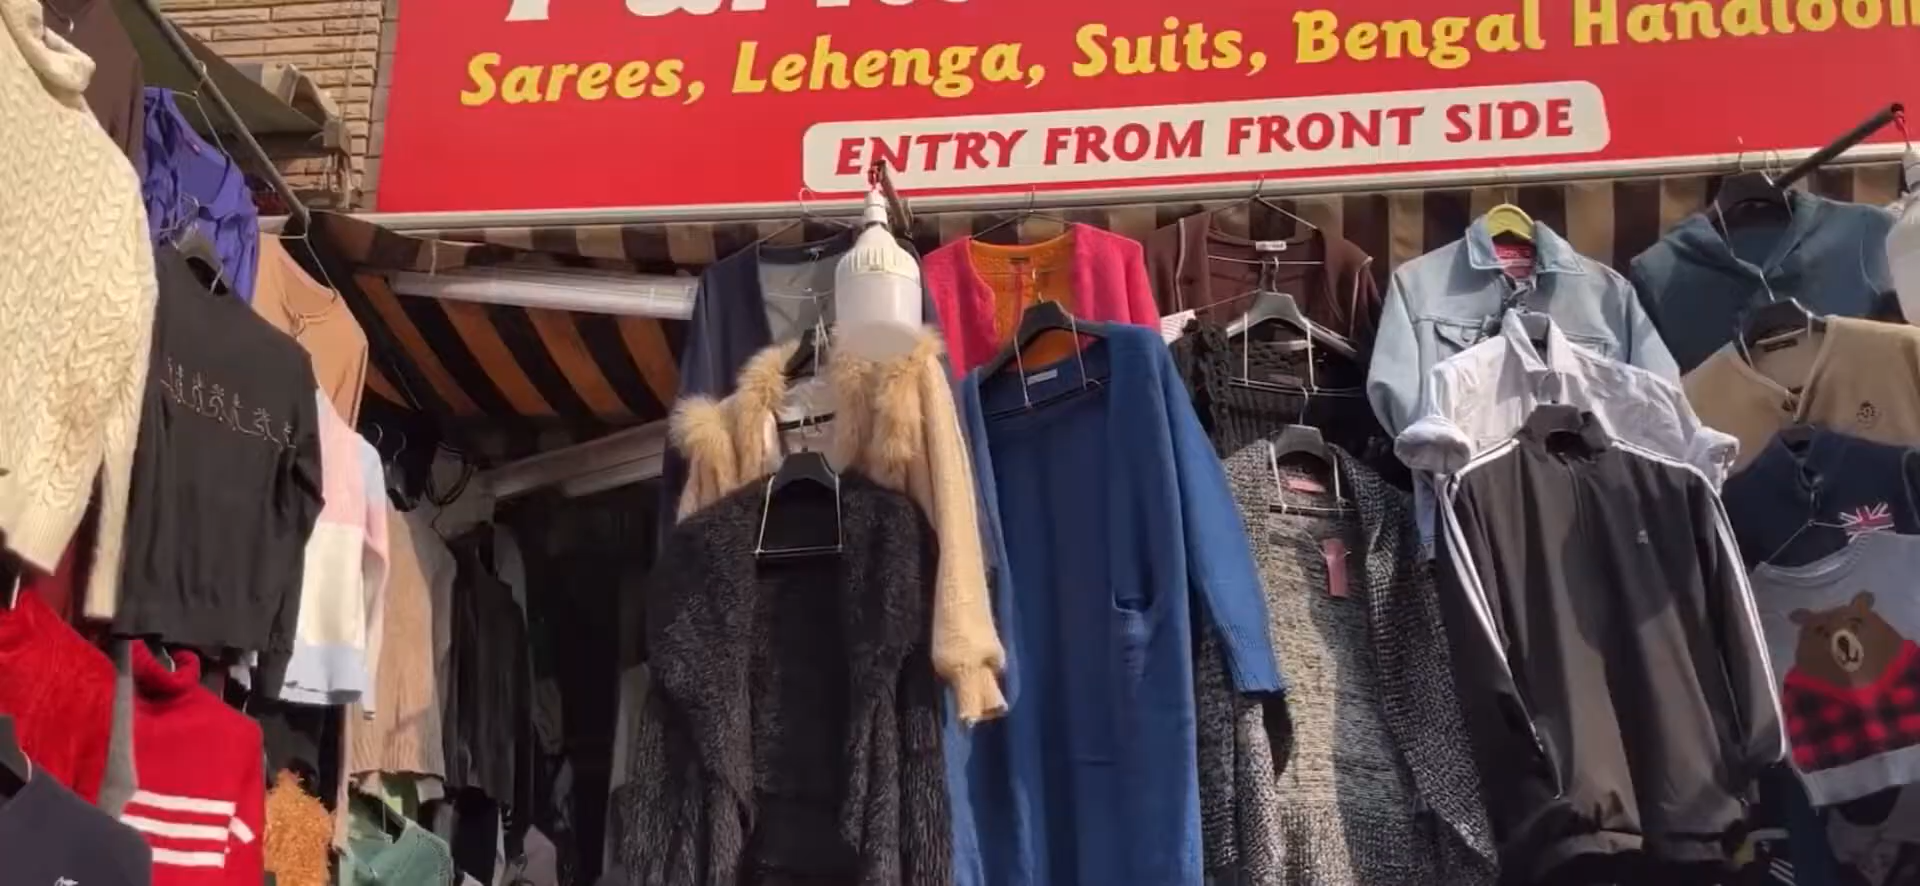 Sarees, Lehenga, Suits, Bengal Handloom
ENTRY FROM FRONT SIDE